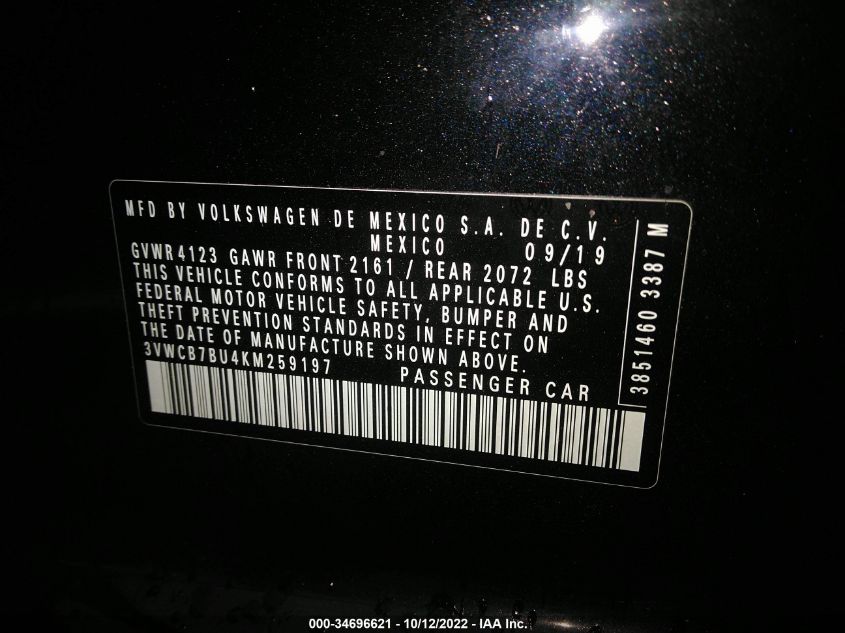 MFD BY VOLKSWAGEN DE MEXICO S.A. DE C.V.
MEXICO 09/19
GVWR 4123 GAWR FRONT 2161 / REAR 2072 LBS
THIS VEHICLE CONFORMS TO ALL APPLICABLE U.S.
FEDERAL MOTOR VEHICLE SAFETY, BUMPER AND
THEFT PREVENTION STANDARDS IN EFFECT ON
THE DATE OF MANUFACTURE SHOWN ABOVE.
3VWCB7BU4KM259197 PASSENGER CAR
3851460 3387 M
000-34696621 - 10/12/2022 - IAA Inc.